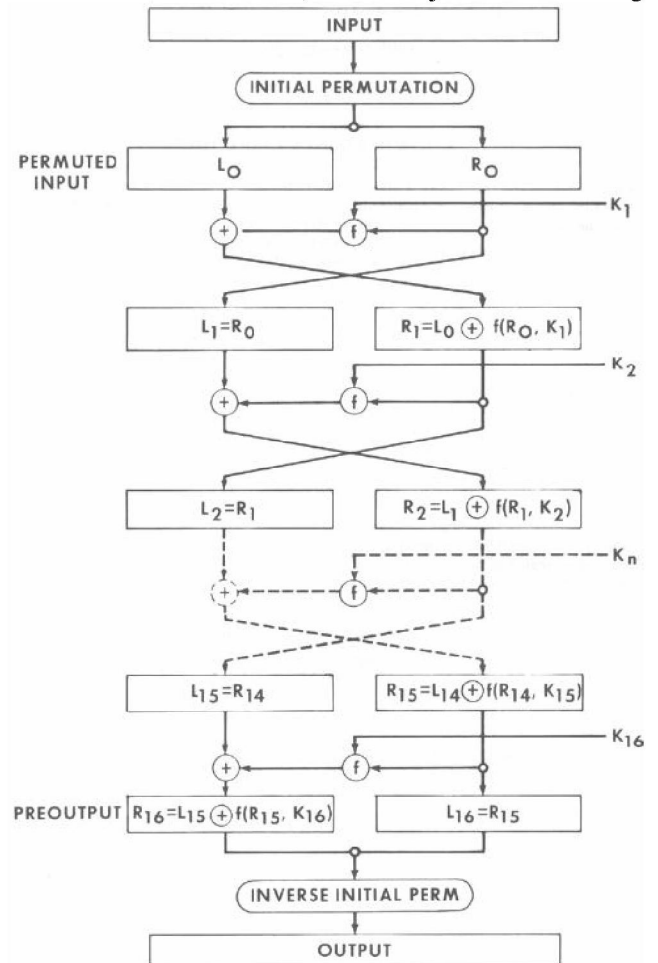 INPUT
INITIAL PERMUTATION
PERMUTED
INPUT
L₀
R₀
K₁
+
f
L₁=R₀
R₁=L₀ ⊕ f(R₀, K₁)
K₂
+
f
L₂=R₁
R₂=L₁ ⊕ f(R₁, K₂)
Kₙ
+
f
L₁₅=R₁₄
R₁₅=L₁₄⊕f(R₁₄, K₁₅)
K₁₆
+
f
PREOUTPUT
R₁₆=L₁₅⊕f(R₁₅, K₁₆)
L₁₆=R₁₅
INVERSE INITIAL PERM
OUTPUT